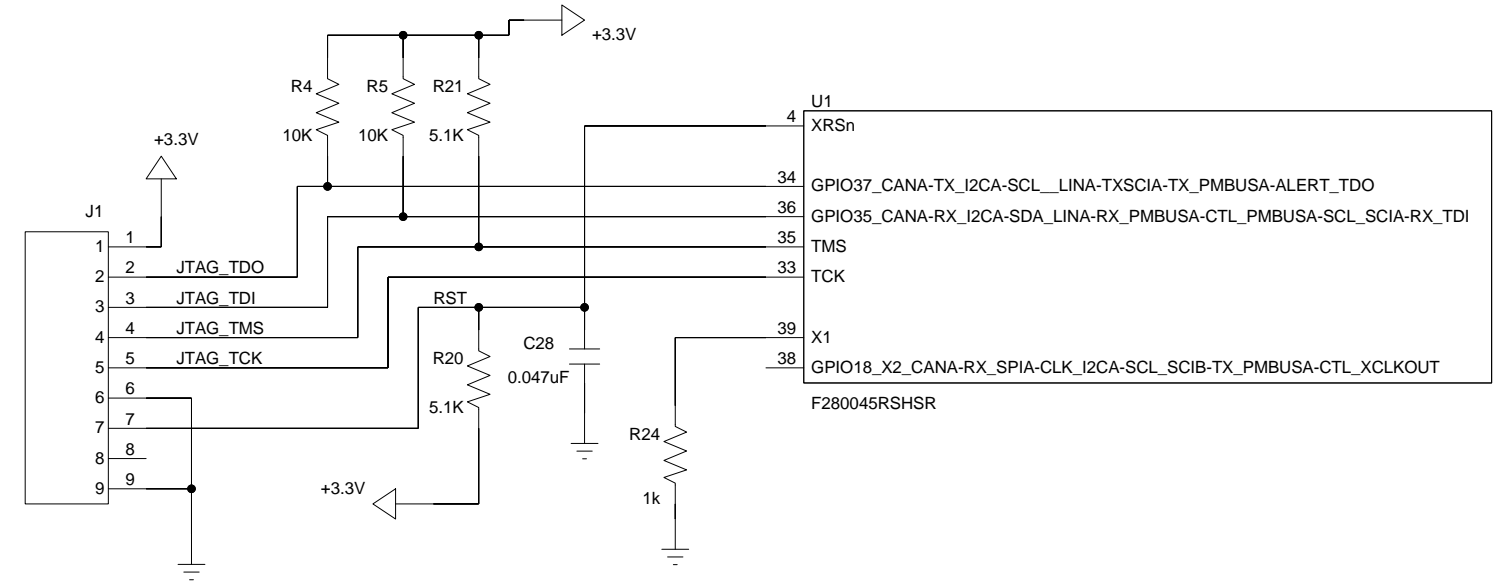 +3.3V
R4
R5
R21
10K
10K
5.1K
+3.3V
U1
4
XRSn
34
GPIO37_CANA-TX_I2CA-SCL__LINA-TXSCIA-TX_PMBUSA-ALERT_TDO
36
GPIO35_CANA-RX_I2CA-SDA_LINA-RX_PMBUSA-CTL_PMBUSA-SCL_SCIA-RX_TDI
35
TMS
33
TCK
39
X1
38
GPIO18_X2_CANA-RX_SPIA-CLK_I2CA-SCL_SCIB-TX_PMBUSA-CTL_XCLKOUT
F280045RSHSR
J1
1 1
2 2 JTAG_TDO
3 3 JTAG_TDI
4 4 JTAG_TMS
5 5 JTAG_TCK
6 6
7 7
8 8
9 9
RST
R20
5.1K
C28
0.047uF
+3.3V
R24
1k